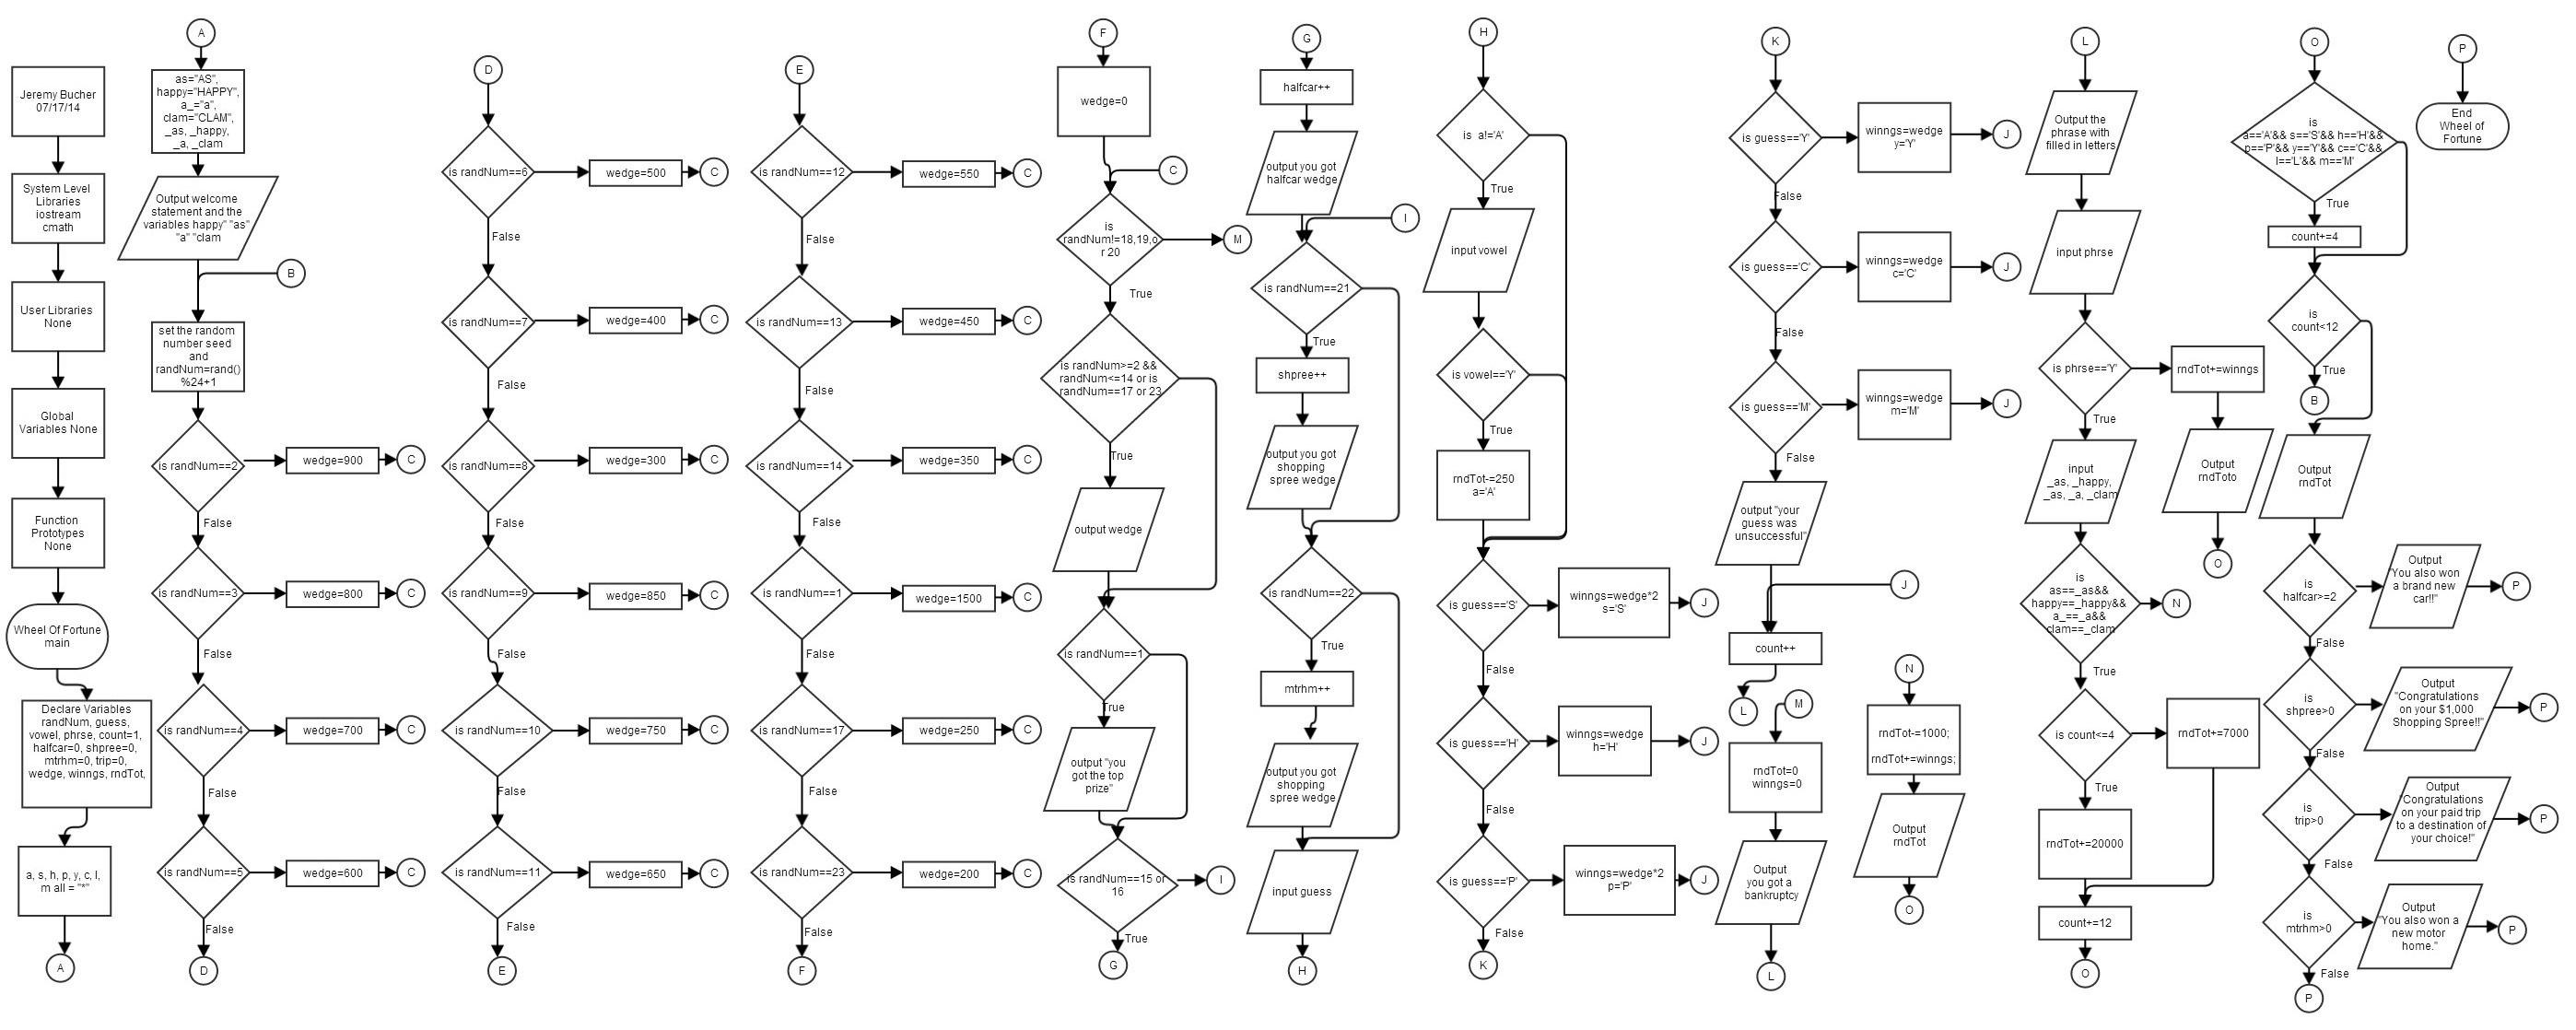 Jeremy Bucher
07/17/14
System Level
Libraries
iostream
cmath
User Libraries
None
Global
Variables None
Function
Prototypes
None
Wheel Of Fortune
main
Declare Variables
randNum, guess,
vowel, phrse, count=1,
halfcar=0, shpree=0,
mtrhm=0, trip=0,
wedge, winngs, rndTot,
a, s, h, p, y, c, l,
m all = "*"
A
A
as="AS",
happy="HAPPY",
a_="a",
clam="CLAM",
_as, _happy,
_a, _clam
Output welcome
statement and the
variables happy" "as"
"a" "clam
B
set the random
number seed
and
randNum=rand()
%24+1
is randNum==2
wedge=900
C
False
is randNum==3
wedge=800
C
False
is randNum==4
wedge=700
C
False
is randNum==5
wedge=600
C
False
D
D
is randNum==6
wedge=500
C
False
is randNum==7
wedge=400
C
False
is randNum==8
wedge=300
C
False
is randNum==9
wedge=850
C
False
is randNum==10
wedge=750
C
False
is randNum==11
wedge=650
C
False
E
E
is randNum==12
wedge=550
C
False
is randNum==13
wedge=450
C
False
is randNum==14
wedge=350
C
False
is randNum==1
wedge=1500
C
False
is randNum==17
wedge=250
C
False
is randNum==23
wedge=200
C
False
F
F
wedge=0
C
is
randNum!=18,19,o
r 20
M
True
is randNum>=2 &&
randNum<=14 or is
randNum==17 or 23
True
output wedge
is randNum==1
True
output "you
got the top
prize"
is randNum==15 or
16
I
True
G
G
halfcar++
output you got
halfcar wedge
I
is randNum==21
True
shpree++
output you got
shopping
spree wedge
is randNum==22
True
mtrhm++
output you got
shopping
spree wedge
input guess
H
H
is a!='A'
True
input vowel
is vowel=='Y'
True
rndTot-=250
a='A'
is guess=='S'
winngs=wedge*2
s='S'
J
False
is guess=='H'
winngs=wedge
h='H'
J
False
is guess=='P'
winngs=wedge*2
p='P'
J
False
K
K
is guess=='Y'
winngs=wedge
y='Y'
J
False
is guess=='C'
winngs=wedge
c='C'
J
False
is guess=='M'
winngs=wedge
m='M'
J
False
output "your
guess was
unsuccessful"
J
count++
L
M
rndTot=0
winngs=0
Output
you got a
bankruptcy
L
N
rndTot-=1000;
rndTot+=winngs;
Output
rndTot
O
L
Output the
phrase with
filled in letters
input phrse
is phrse=='Y'
rndTot+=winngs
Output
rndToto
O
True
input
_as, _happy,
_as, _a, _clam
is
as==_as&&
happy==_happy&&
a_==_a&&
clam==_clam
N
True
is count<=4
rndTot+=7000
True
rndTot+=20000
count+=12
O
O
is
a=='A'&& s=='S'&& h=='H'&&
p=='P'&& y=='Y'&& c=='C'&&
l=='L'&& m=='M'
True
count+=4
is
count<12
True
B
Output
rndTot
is
halfcar>=2
Output
"You also won
a brand new
car!!"
P
False
is
shpree>0
Output
"Congratulations
on your $1,000
Shopping Spree!!"
P
False
is
trip>0
Output
"Congratulations
on your paid trip
to a destination of
your choice!"
P
False
is
mtrhm>0
Output
"You also won a
new motor
home."
P
False
P
P
End
Wheel of
Fortune